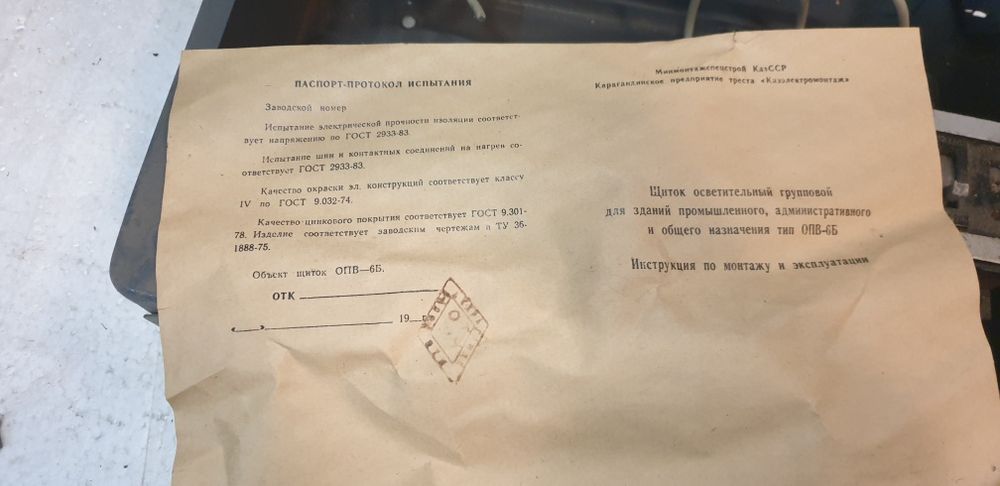 ПАСПОРТ-ПРОТОКОЛ ИСПЫТАНИЯ
Заводской номер
Испытание электрической прочности изоляции соответст-
вует напряжению по ГОСТ 2933-83.
Испытание шин и контактных соединений на нагрев со-
ответствует ГОСТ 2933-83.
Качество окраски эл. конструкций соответствует классу
IV по ГОСТ 9.032-74.
Качество цинкового покрытия соответствует ГОСТ 9.301-
78. Изделие соответствует заводским чертежам и ТУ 36-
1888-75.
Объект щиток ОПВ—6Б.
ОТК
19 г.
Минмонтажспецстрой КазССР
Карагандинское предприятие треста «Казэлектромонтаж»
Щиток осветительный групповой
для зданий промышленного, административного
и общего назначения тип ОПВ-6Б
Инструкция по монтажу и эксплуатации